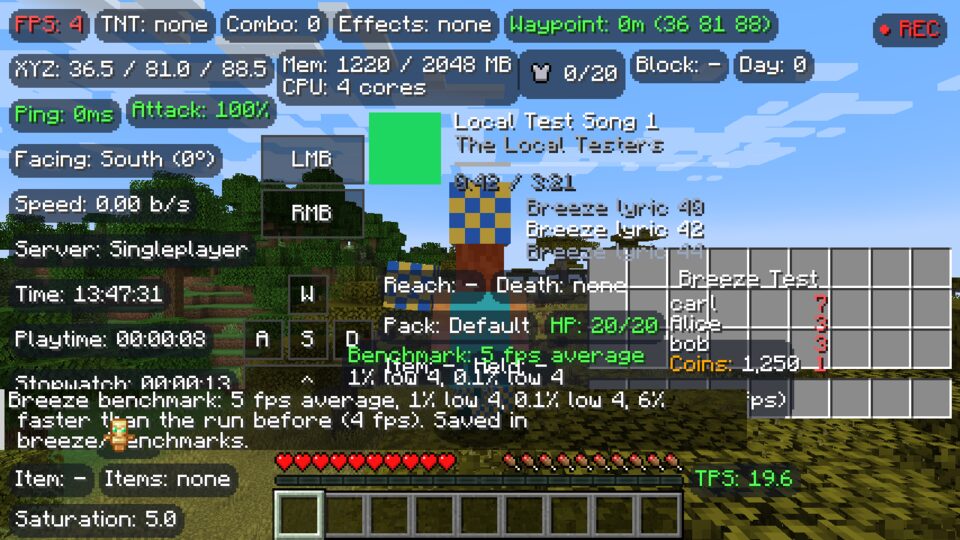 FPS: 4 TNT: none Combo: 0 Effects: none Waypoint: 0m (36 81 88) REC
XYZ: 36.5 / 81.0 / 88.5 Mem: 1220 / 2048 MB 0/20 Block: - Day: 0
CPU: 4 cores
Ping: 0ms Attack: 100%
Local Test Song 1
The Local Testers
Facing: South (0°) LMB
0:42 / 3:21
Speed: 0.00 b/s RMB
Breeze lyric 40
Breeze lyric 42
Breeze lyric 44
Server: Singleplayer
Breeze Test
Time: 13:47:31 W Reach: - Death: none
carl 7
Alice 3
bob 3
Coins: 1,250 1
Playtime: 00:00:08 A S D Pack: Default HP: 20/20
Benchmark: 5 fps average
1% low 4, 0.1% low 4
Stopwatch: 00:00:13
Breeze benchmark: 5 fps average, 1% low 4, 0.1% low 4, 6%
faster than the run before (4 fps). Saved in
breeze/benchmarks.
fps)
Item: - Items: none TPS: 19.6
Saturation: 5.0